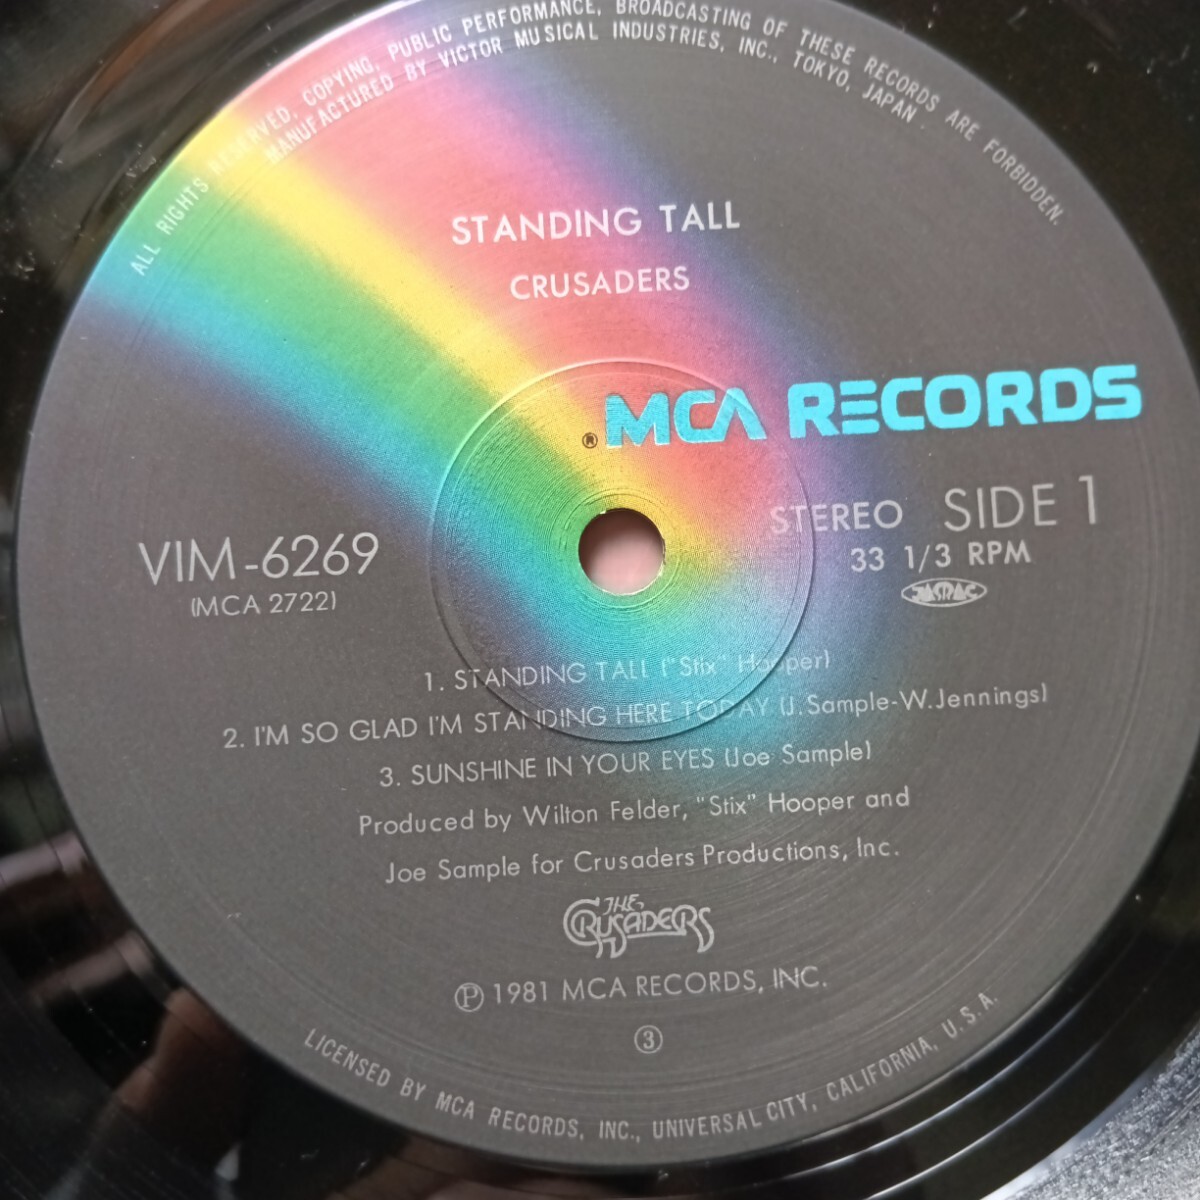 ALL RIGHTS RESERVED, COPYING, PUBLIC PERFORMANCE, BROADCASTING OF THESE RECORDS ARE FORBIDDEN.
MANUFACTURED BY VICTOR MUSICAL INDUSTRIES, INC., TOKYO, JAPAN
STANDING TALL
CRUSADERS
® MCA RECORDS
STEREO SIDE 1
33 1/3 RPM
JASRAC
VIM-6269
(MCA 2722)
1. STANDING TALL ("Stix" Hooper)
2. I'M SO GLAD I'M STANDING HERE TODAY (J.Sample-W.Jennings)
3. SUNSHINE IN YOUR EYES (Joe Sample)
Produced by Wilton Felder, "Stix" Hooper and
Joe Sample for Crusaders Productions, Inc.
THE
CRUSADERS
Ⓟ 1981 MCA RECORDS, INC.
③
LICENSED BY MCA RECORDS, INC., UNIVERSAL CITY, CALIFORNIA, U.S.A.